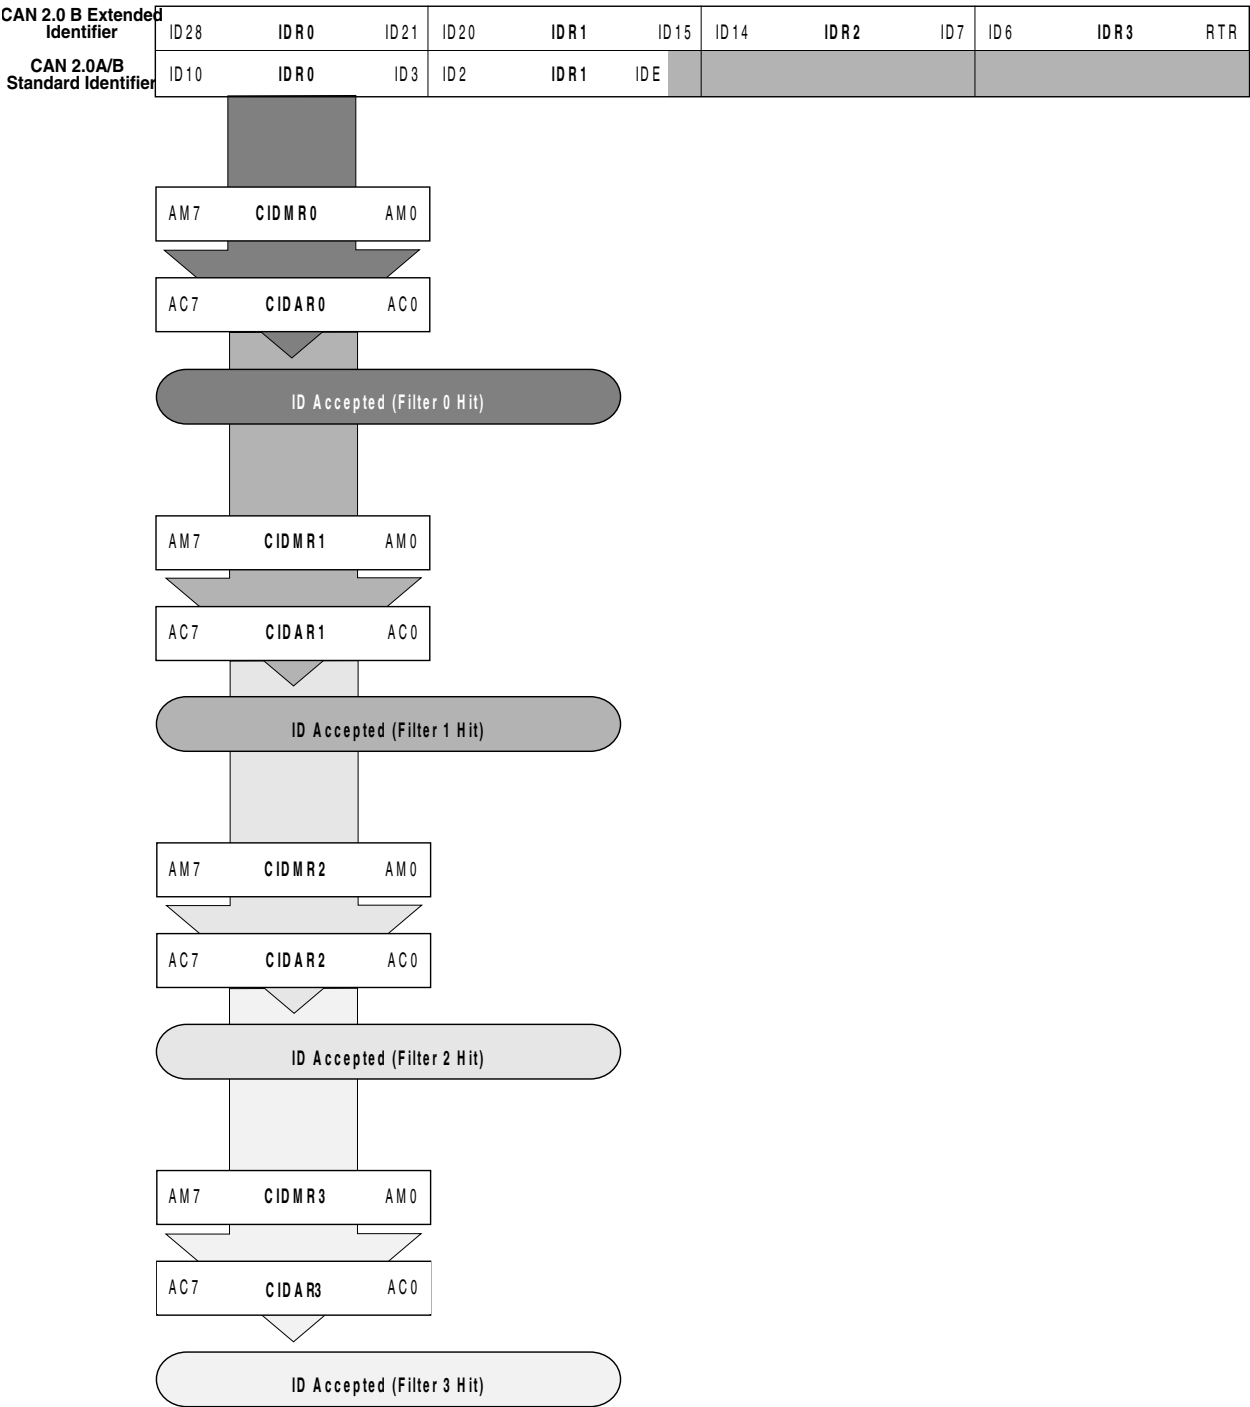 CAN 2.0 B Extended
Identifier
ID28 IDR0 ID21 ID20 IDR1 ID15 ID14 IDR2 ID7 ID6 IDR3 RTR
CAN 2.0A/B
Standard Identifier
ID10 IDR0 ID3 ID2 IDR1 IDE
AM7 CIDMR0 AM0
AC7 CIDAR0 AC0
ID Accepted (Filter 0 Hit)
AM7 CIDMR1 AM0
AC7 CIDAR1 AC0
ID Accepted (Filter 1 Hit)
AM7 CIDMR2 AM0
AC7 CIDAR2 AC0
ID Accepted (Filter 2 Hit)
AM7 CIDMR3 AM0
AC7 CIDAR3 AC0
ID Accepted (Filter 3 Hit)